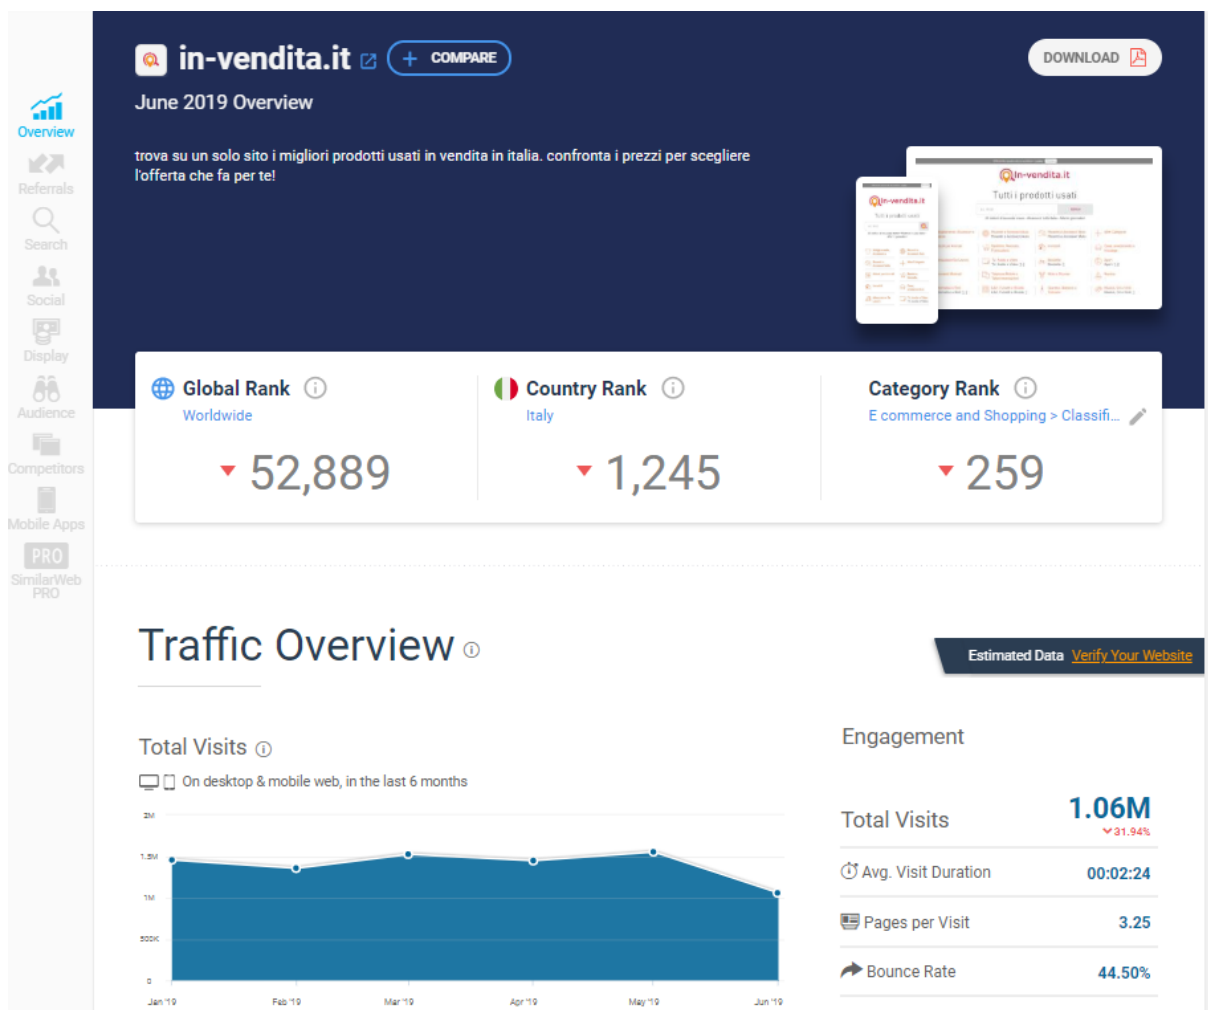 in-vendita.it
+ COMPARE
DOWNLOAD
June 2019 Overview
trova su un solo sito i migliori prodotti usati in vendita in italia. confronta i prezzi per scegliere
l'offerta che fa per te!
Overview
Referrals
Search
Social
Display
Audience
Competitors
Mobile Apps
PRO
SimilarWeb
PRO
In-vendita.it
Tutti i prodotti usati
In-vendita.it
Tutti i prodotti usati
Global Rank
Worldwide
52,889
Country Rank
Italy
1,245
Category Rank
E commerce and Shopping > Classifi...
259
Traffic Overview
Estimated Data Verify Your Website
Total Visits
On desktop & mobile web, in the last 6 months
2M
1.5M
1M
500K
0
Jan '19
Feb '19
Mar '19
Apr '19
May '19
Jun '19
Engagement
Total Visits
1.06M
31.94%
Avg. Visit Duration
00:02:24
Pages per Visit
3.25
Bounce Rate
44.50%